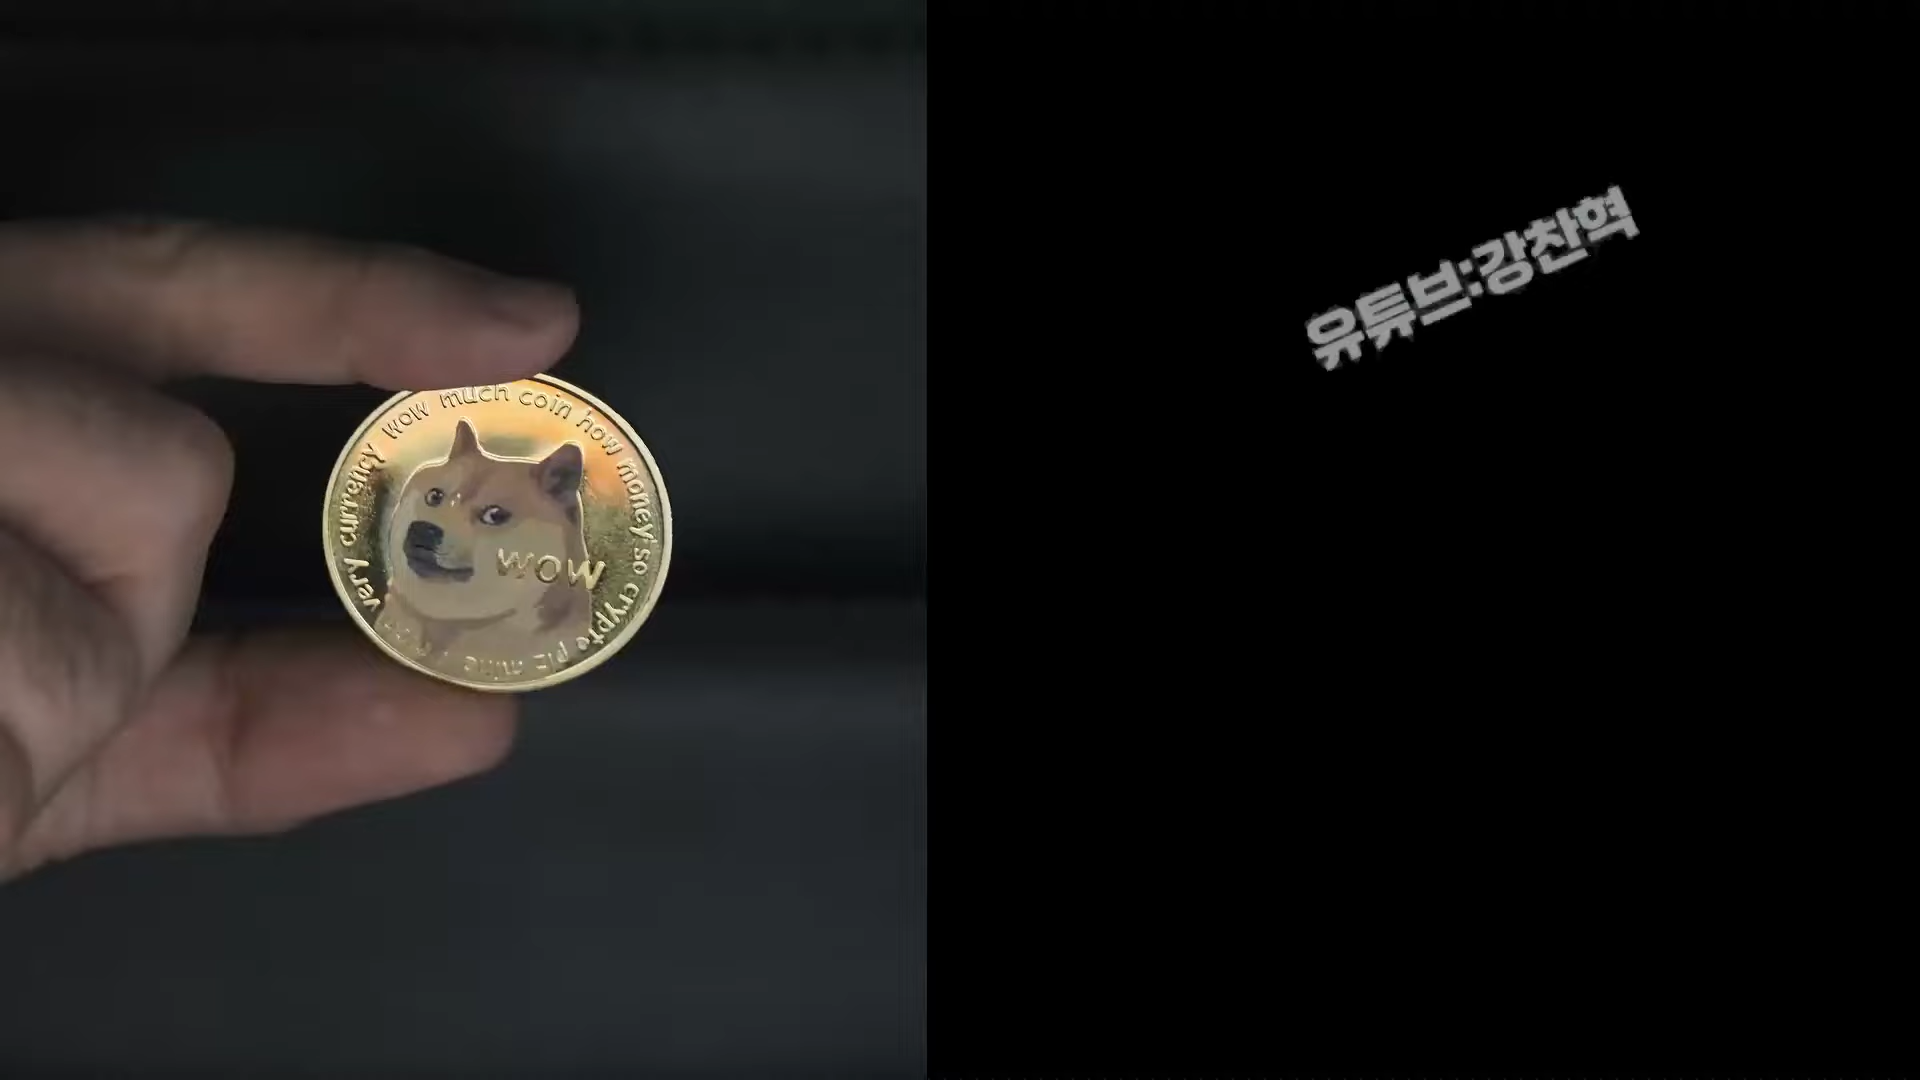 very currency wow much coin how money so crypto plz mine
wow
유튜브:강찬혁